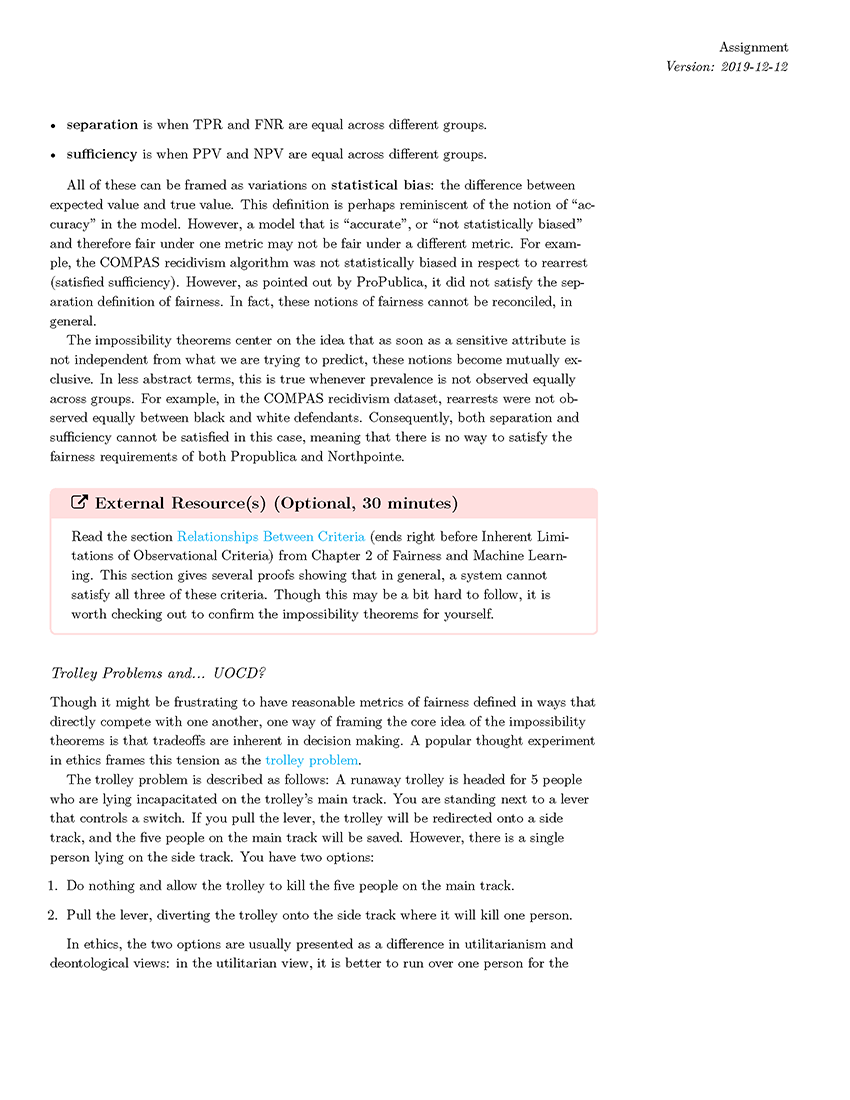 Assignment
Version: 2019-12-12
• separation is when TPR and FNR are equal across different groups.
• sufficiency is when PPV and NPV are equal across different groups.
All of these can be framed as variations on statistical bias: the difference between
expected value and true value. This definition is perhaps reminiscent of the notion of “ac-
curacy” in the model. However, a model that is “accurate”, or “not statistically biased”
and therefore fair under one metric may not be fair under a different metric. For exam-
ple, the COMPAS recidivism algorithm was not statistically biased in respect to rearrest
(satisfied sufficiency). However, as pointed out by ProPublica, it did not satisfy the sep-
aration definition of fairness. In fact, these notions of fairness cannot be reconciled, in
general.
The impossibility theorems center on the idea that as soon as a sensitive attribute is
not independent from what we are trying to predict, these notions become mutually ex-
clusive. In less abstract terms, this is true whenever prevalence is not observed equally
across groups. For example, in the COMPAS recidivism dataset, rearrests were not ob-
served equally between black and white defendants. Consequently, both separation and
sufficiency cannot be satisfied in this case, meaning that there is no way to satisfy the
fairness requirements of both Propublica and Northpointe.
External Resource(s) (Optional, 30 minutes)
Read the section Relationships Between Criteria (ends right before Inherent Limi-
tations of Observational Criteria) from Chapter 2 of Fairness and Machine Learn-
ing. This section gives several proofs showing that in general, a system cannot
satisfy all three of these criteria. Though this may be a bit hard to follow, it is
worth checking out to confirm the impossibility theorems for yourself.
Trolley Problems and... UOCD?
Though it might be frustrating to have reasonable metrics of fairness defined in ways that
directly compete with one another, one way of framing the core idea of the impossibility
theorems is that tradeoffs are inherent in decision making. A popular thought experiment
in ethics frames this tension as the trolley problem.
The trolley problem is described as follows: A runaway trolley is headed for 5 people
who are lying incapacitated on the trolley’s main track. You are standing next to a lever
that controls a switch. If you pull the lever, the trolley will be redirected onto a side
track, and the five people on the main track will be saved. However, there is a single
person lying on the side track. You have two options:
1. Do nothing and allow the trolley to kill the five people on the main track.
2. Pull the lever, diverting the trolley onto the side track where it will kill one person.
In ethics, the two options are usually presented as a difference in utilitarianism and
deontological views: in the utilitarian view, it is better to run over one person for the